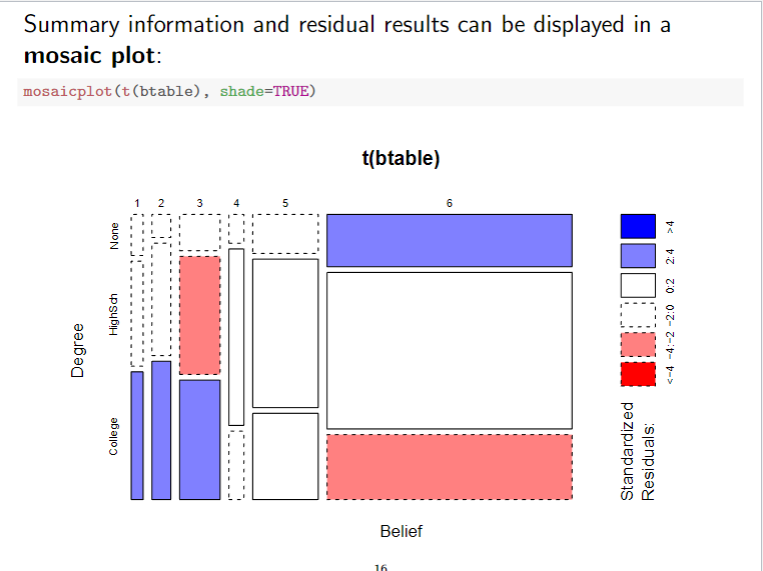 Summary information and residual results can be displayed in a
mosaic plot:
mosaicplot(t(btable), shade=TRUE)
t(btable)
1 2 3 4 5 6
None
HighSch
College
Degree
Belief
>4
2:4
0:2
−2:0
−4:−2
<−4
Standardized
Residuals:
16